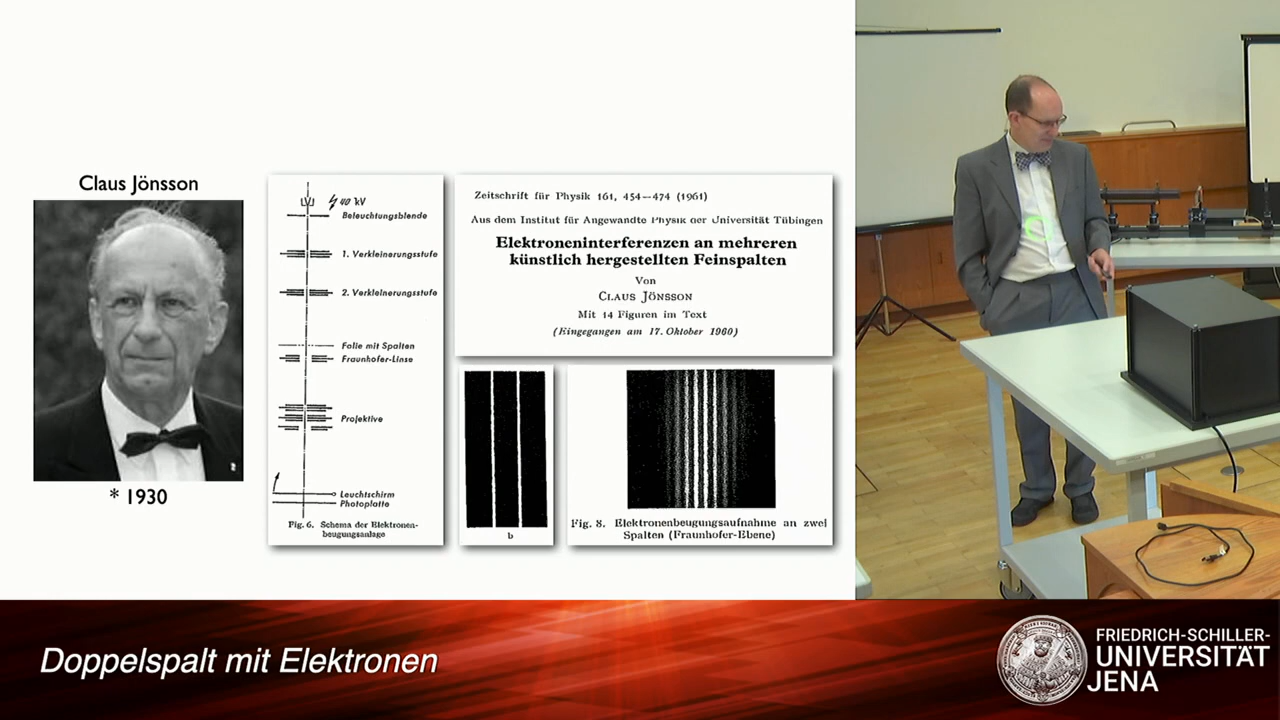 Claus Jönsson
* 1930
40 kV
Beleuchtungsblende
1. Verkleinerungsstufe
2. Verkleinerungsstufe
Folie mit Spalten
Fraunhofer-Linse
Projektive
Leuchtschirm
Photoplatte
Fig. 6. Schema der Elektronen-
beugungsanlage
Zeitschrift für Physik 161, 454—474 (1961)
Aus dem Institut für Angewandte Physik der Universität Tübingen
Elektroneninterferenzen an mehreren
künstlich hergestellten Feinspalten
Von
CLAUS JÖNSSON
Mit 14 Figuren im Text
(Eingegangen am 17. Oktober 1960)
b
Fig. 8. Elektronenbeugungsaufnahme an zwei
Spalten (Fraunhofer-Ebene)
Doppelspalt mit Elektronen
FRIEDRICH-SCHILLER-
UNIVERSITÄT
JENA